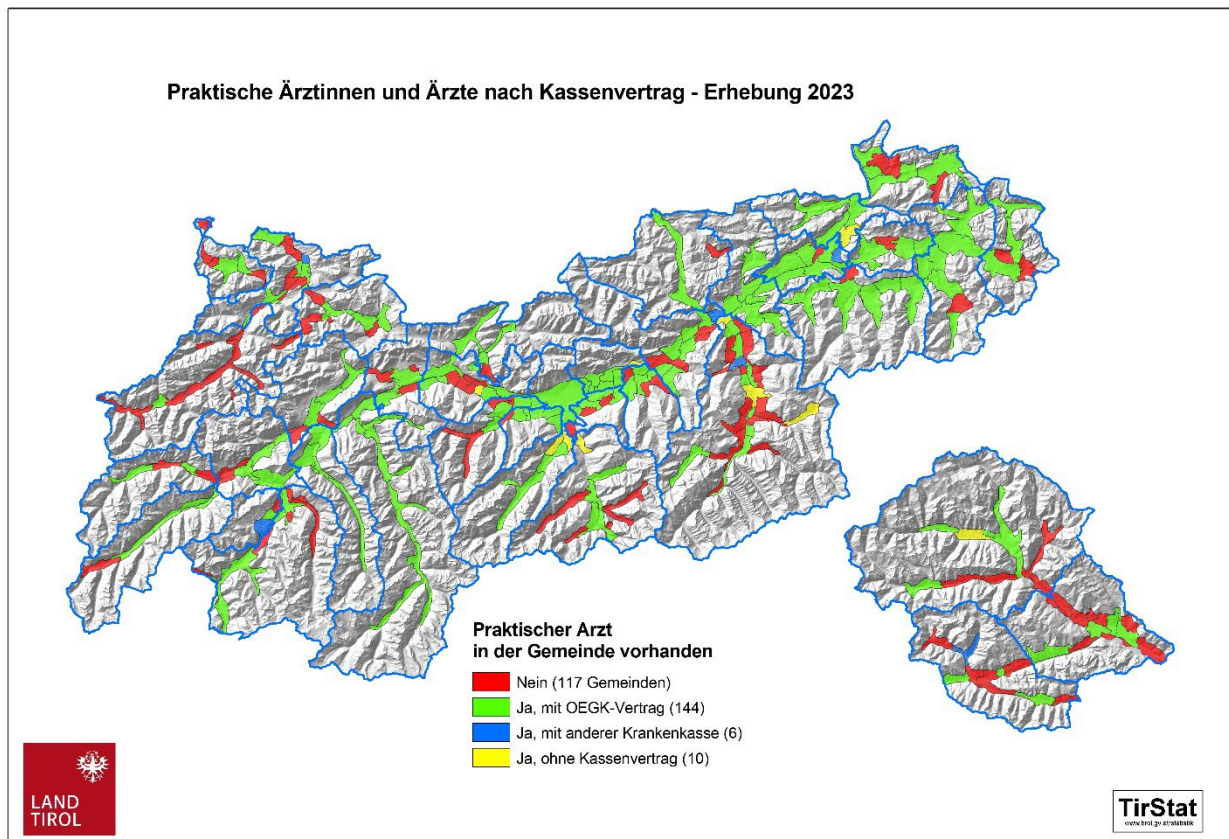 Praktische Ärztinnen und Ärzte nach Kassenvertrag - Erhebung 2023
Praktischer Arzt
in der Gemeinde vorhanden
Nein (117 Gemeinden)
Ja, mit OEGK-Vertrag (144)
Ja, mit anderer Krankenkasse (6)
Ja, ohne Kassenvertrag (10)
LAND
TIROL
TirStat